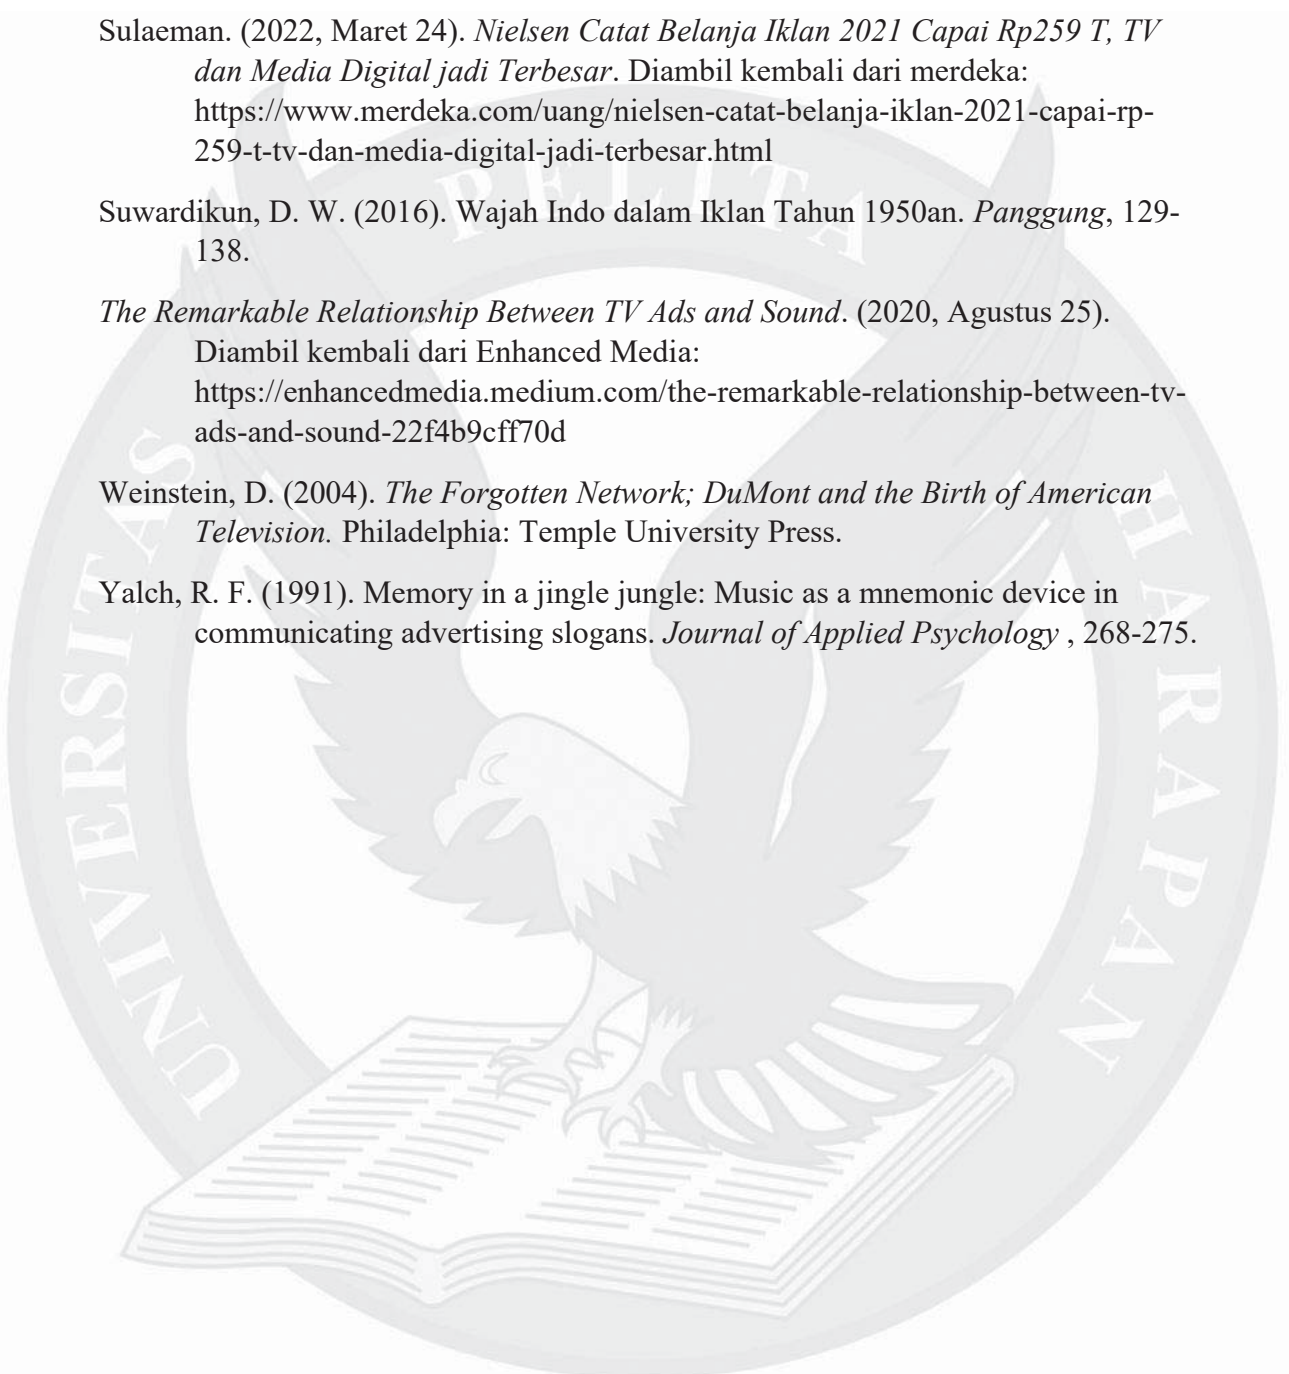 Sulaeman. (2022, Maret 24). Nielsen Catat Belanja Iklan 2021 Capai Rp259 T, TV
dan Media Digital jadi Terbesar. Diambil kembali dari merdeka:
https://www.merdeka.com/uang/nielsen-catat-belanja-iklan-2021-capai-rp-
259-t-tv-dan-media-digital-jadi-terbesar.html
Suwardikun, D. W. (2016). Wajah Indo dalam Iklan Tahun 1950an. Panggung, 129-
138.
The Remarkable Relationship Between TV Ads and Sound. (2020, Agustus 25).
Diambil kembali dari Enhanced Media:
https://enhancedmedia.medium.com/the-remarkable-relationship-between-tv-
ads-and-sound-22f4b9cff70d
Weinstein, D. (2004). The Forgotten Network; DuMont and the Birth of American
Television. Philadelphia: Temple University Press.
Yalch, R. F. (1991). Memory in a jingle jungle: Music as a mnemonic device in
communicating advertising slogans. Journal of Applied Psychology , 268-275.
UNIVERSITAS PELITA HARAPAN